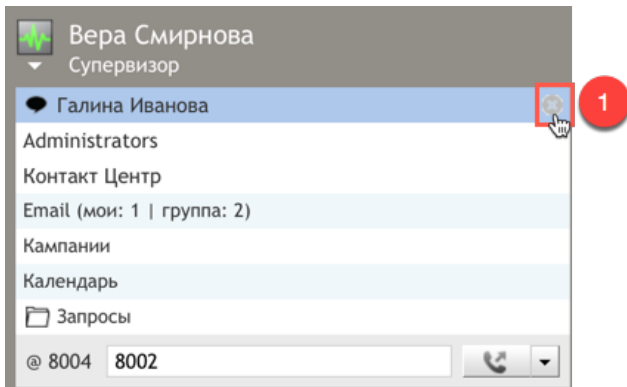 Вера Смирнова
Супервизор
Галина Иванова
1
Administrators
Контакт Центр
Email (мои: 1 | группа: 2)
Кампании
Календарь
Запросы
@ 8004 8002